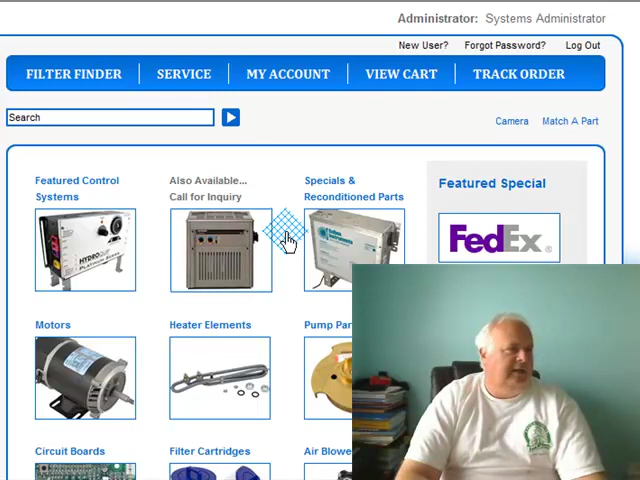 Administrator: Systems Administrator
New User? Forgot Password? Log Out
FILTER FINDER SERVICE MY ACCOUNT VIEW CART TRACK ORDER
Search
Camera Match A Part
Featured Control
Systems
Also Available...
Call for Inquiry
Specials &
Reconditioned Parts
Featured Special
FedEx
HYDROQUIP
Motors
Heater Elements
Pump Par
Circuit Boards
Filter Cartridges
Air Blowe